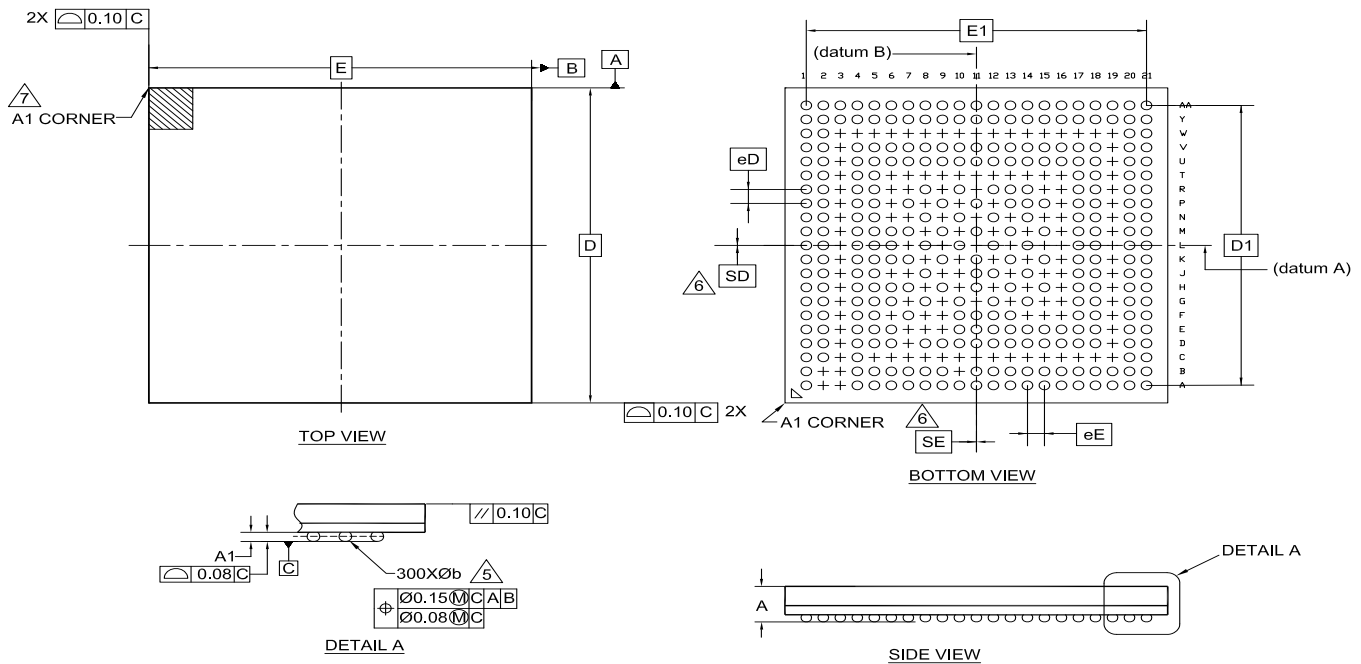 2X 0.10 C
E
B
A
7
A1 CORNER
D
0.10 C 2X
TOP VIEW
E1
(datum B)
1 2 3 4 5 6 7 8 9 10 11 12 13 14 15 16 17 18 19 20 21
AA
Y
W
V
U
T
R
P
N
M
L
K
J
H
G
F
E
D
C
B
A
eD
6
SD
D1
(datum A)
A1 CORNER
6
SE
eE
BOTTOM VIEW
// 0.10 C
A1
0.08 C
C
300XØb 5
Ø0.15 Ⓜ C A B
Ø0.08 Ⓜ C
DETAIL A
DETAIL A
A
SIDE VIEW